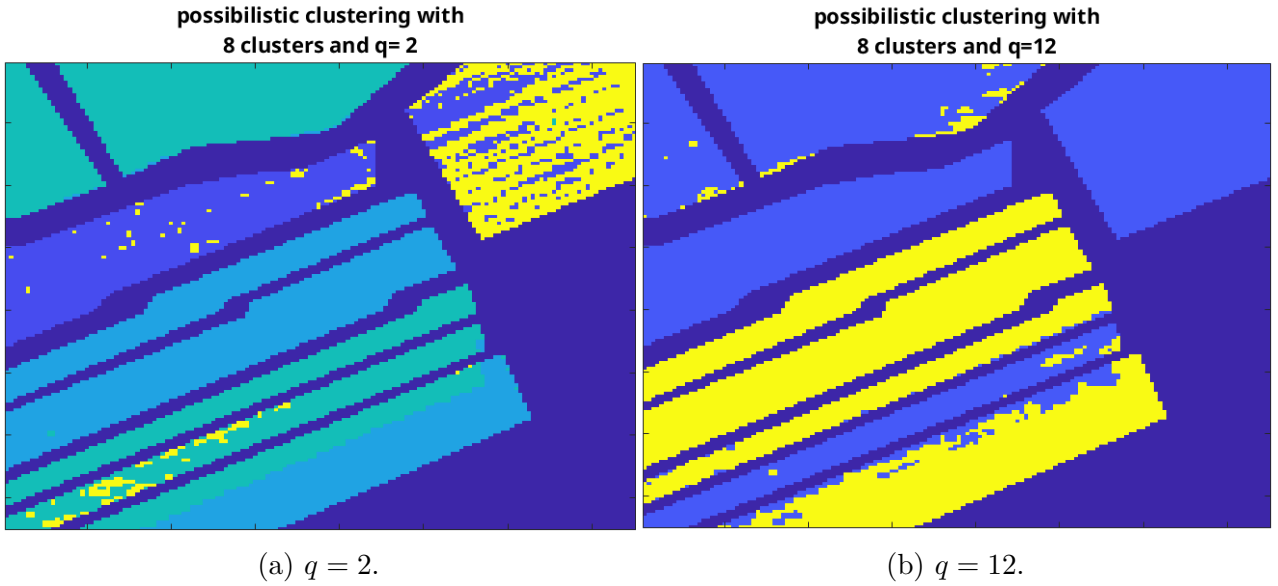 possibilistic clustering with
8 clusters and q= 2
possibilistic clustering with
8 clusters and q=12
(a) q = 2.
(b) q = 12.